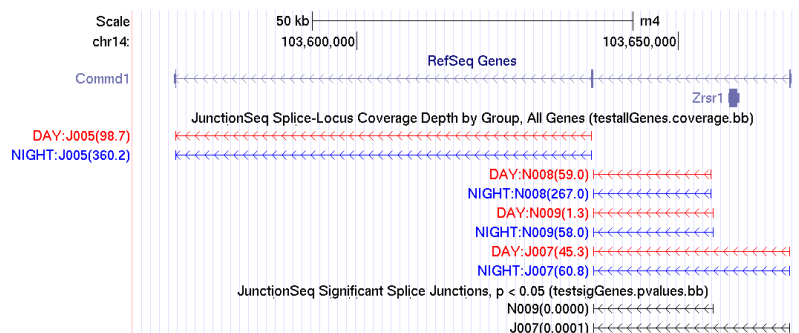 Scale 50 kb rn4
chr14: 103,600,000 103,650,000
RefSeq Genes
Commd1
Zrsr1
JunctionSeq Splice-Locus Coverage Depth by Group, All Genes (testallGenes.coverage.bb)
DAY:J005(98.7)
NIGHT:J005(360.2)
DAY:N008(59.0)
NIGHT:N008(267.0)
DAY:N009(1.3)
NIGHT:N009(58.0)
DAY:J007(45.3)
NIGHT:J007(60.8)
JunctionSeq Significant Splice Junctions, p < 0.05 (testsigGenes.pvalues.bb)
N009(0.0000)
J007(0.0001)